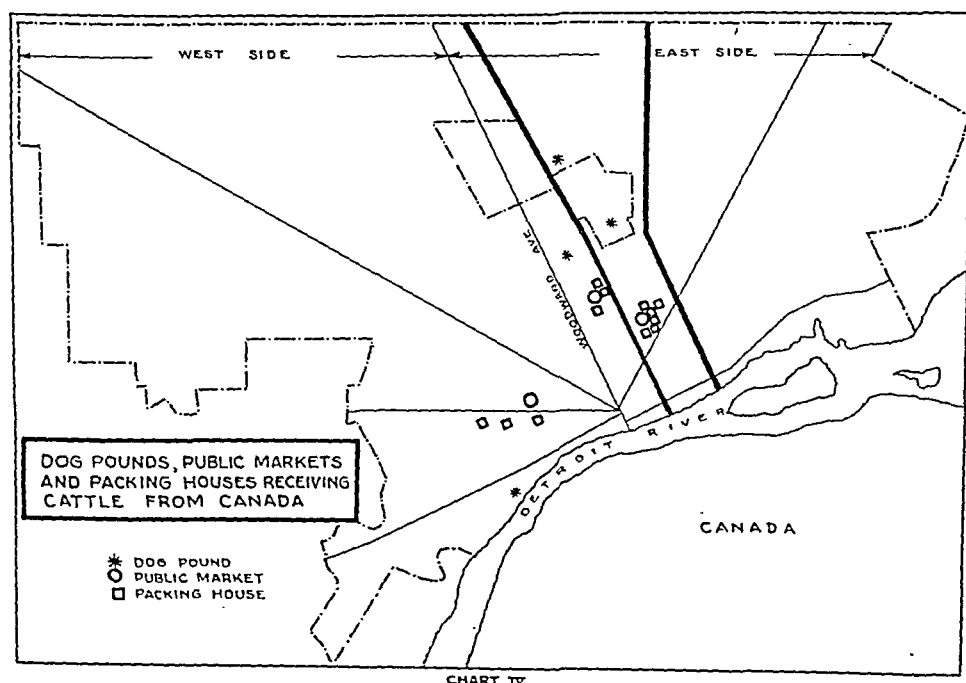 WEST SIDE
EAST SIDE
WOODWARD AVE.
DETROIT RIVER
CANADA
DOG POUNDS, PUBLIC MARKETS
AND PACKING HOUSES RECEIVING
CATTLE FROM CANADA
DOG POUND
PUBLIC MARKET
PACKING HOUSE
CHART IV